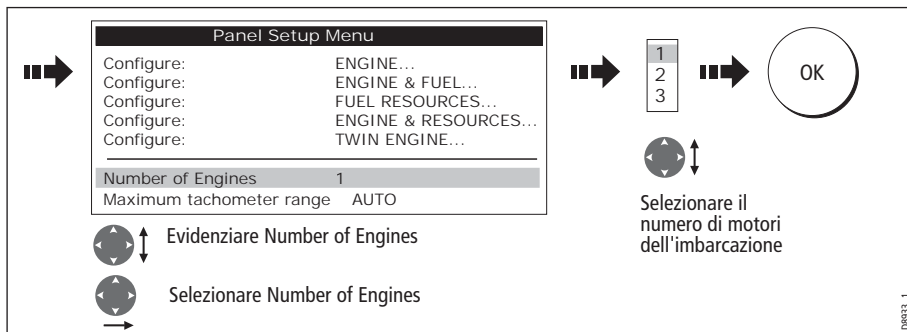 Panel Setup Menu
Configure: ENGINE...
Configure: ENGINE & FUEL...
Configure: FUEL RESOURCES...
Configure: ENGINE & RESOURCES...
Configure: TWIN ENGINE...
Number of Engines 1
Maximum tachometer range AUTO
Evidenziare Number of Engines
Selezionare Number of Engines
1
2
3
OK
Selezionare il
numero di motori
dell'imbarcazione
D8933_1